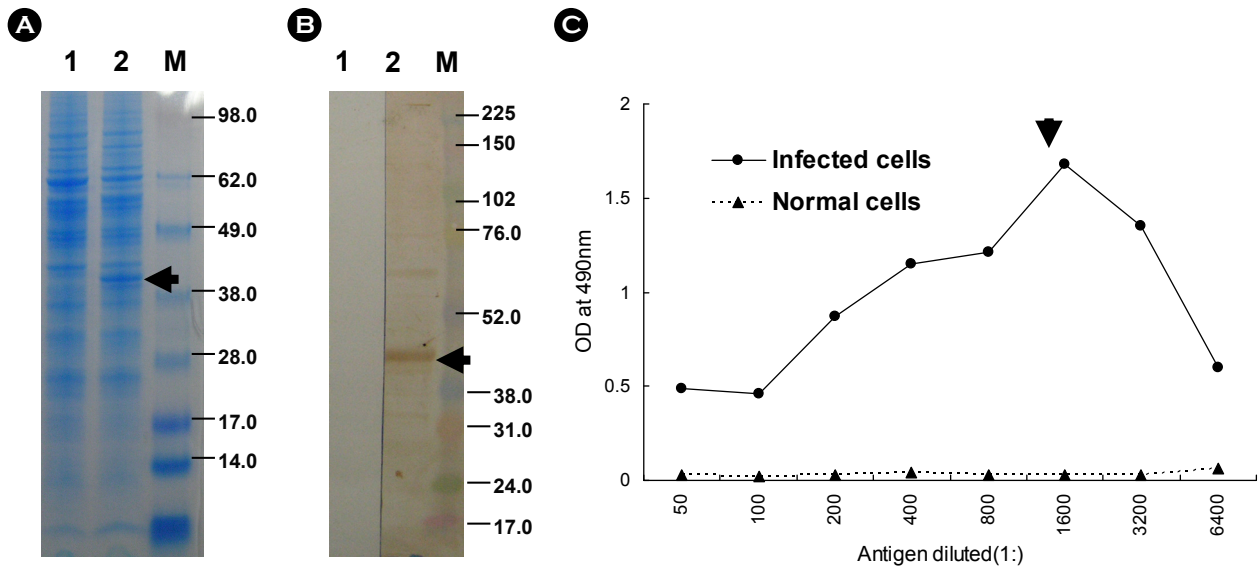 A
1 2 M
98.0
62.0
49.0
38.0
28.0
17.0
14.0
B
1 2 M
225
150
102
76.0
52.0
38.0
31.0
24.0
17.0
C
2
1.5
1
0.5
0
OD at 490nm
Infected cells
Normal cells
50 100 200 400 800 1600 3200 6400
Antigen diluted(1:)